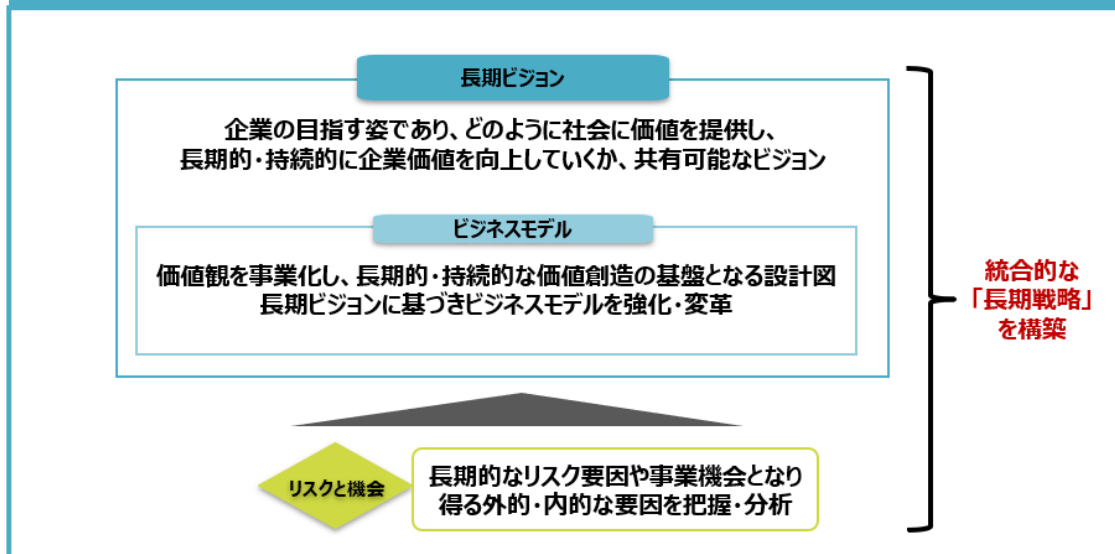 長期ビジョン
企業の目指す姿であり、どのように社会に価値を提供し、
長期的・持続的に企業価値を向上していくか、共有可能なビジョン
ビジネスモデル
価値観を事業化し、長期的・持続的な価値創造の基盤となる設計図
長期ビジョンに基づきビジネスモデルを強化・変革
統合的な
「長期戦略」
を構築
リスクと機会
長期的なリスク要因や事業機会となり
得る外的・内的な要因を把握・分析